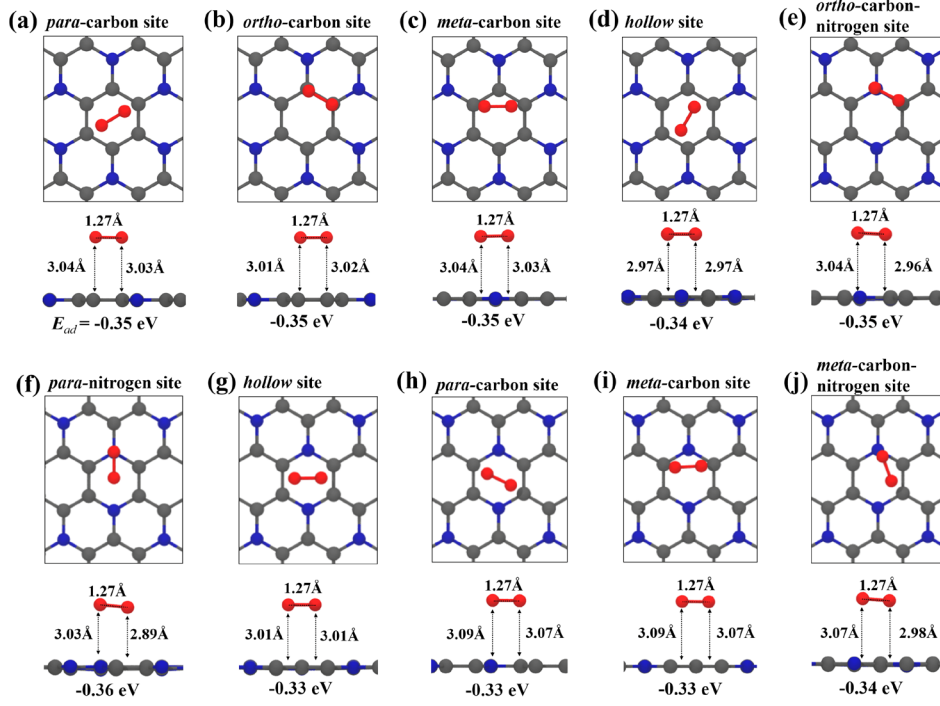 (a) para-carbon site
(b) ortho-carbon site
(c) meta-carbon site
(d) hollow site
(e) ortho-carbon-
nitrogen site
1.27Å
3.04Å 3.03Å
E_ad = -0.35 eV
1.27Å
3.01Å 3.02Å
-0.35 eV
1.27Å
3.04Å 3.03Å
-0.35 eV
1.27Å
2.97Å 2.97Å
-0.34 eV
1.27Å
3.04Å 2.96Å
-0.35 eV
(f) para-nitrogen site
(g) hollow site
(h) para-carbon site
(i) meta-carbon site
(j) meta-carbon-
nitrogen site
1.27Å
3.03Å 2.89Å
-0.36 eV
1.27Å
3.01Å 3.01Å
-0.33 eV
1.27Å
3.09Å 3.07Å
-0.33 eV
1.27Å
3.09Å 3.07Å
-0.33 eV
1.27Å
3.07Å 2.98Å
-0.34 eV